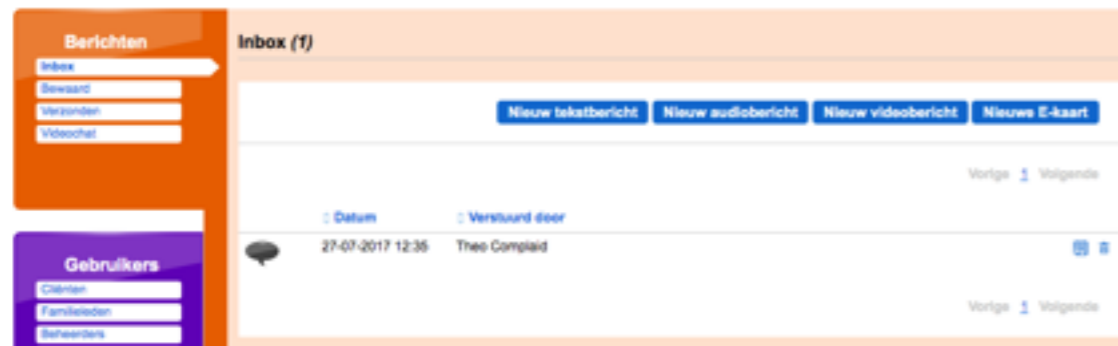 Berichten
Inbox
Bewaard
Verzonden
Videochat
Gebruikers
Cliënten
Familieleden
Beheerders
Inbox (1)
Nieuw tekstbericht Nieuw audiobericht Nieuw videobericht Nieuwe E-kaart
Vorige 1 Volgende
Datum Verstuurd door
27-07-2017 12:35 Theo Complaid
Vorige 1 Volgende